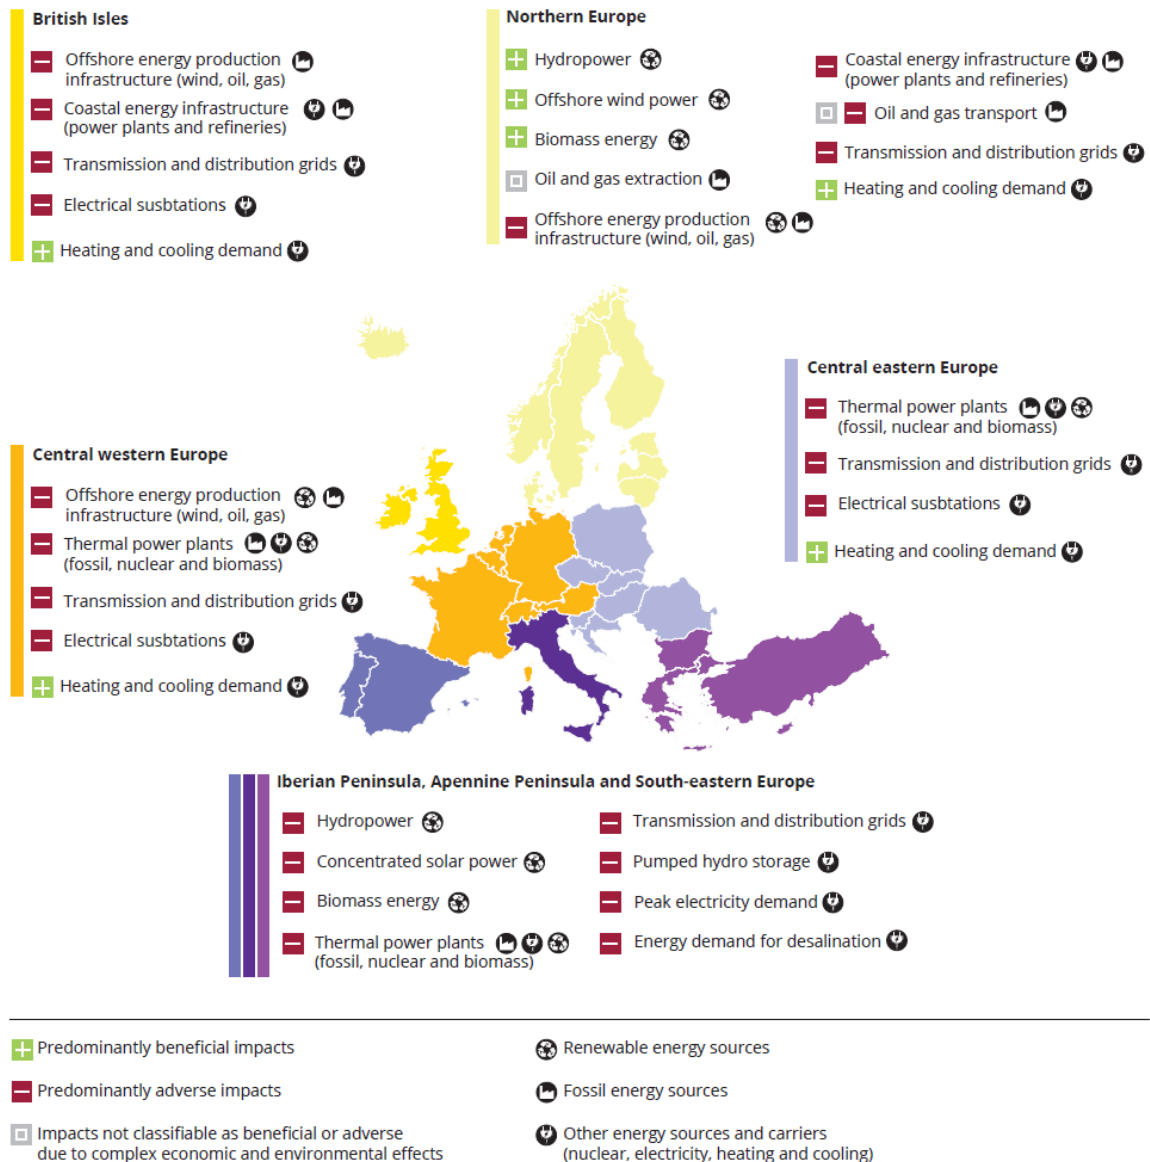 British Isles
Offshore energy production
infrastructure (wind, oil, gas)
Coastal energy infrastructure
(power plants and refineries)
Transmission and distribution grids
Electrical susbtations
Heating and cooling demand
Northern Europe
Hydropower
Offshore wind power
Biomass energy
Oil and gas extraction
Offshore energy production
infrastructure (wind, oil, gas)
Coastal energy infrastructure
(power plants and refineries)
Oil and gas transport
Transmission and distribution grids
Heating and cooling demand
Central eastern Europe
Thermal power plants
(fossil, nuclear and biomass)
Transmission and distribution grids
Electrical susbtations
Heating and cooling demand
Central western Europe
Offshore energy production
infrastructure (wind, oil, gas)
Thermal power plants
(fossil, nuclear and biomass)
Transmission and distribution grids
Electrical susbtations
Heating and cooling demand
Iberian Peninsula, Apennine Peninsula and South-eastern Europe
Hydropower
Concentrated solar power
Biomass energy
Thermal power plants
(fossil, nuclear and biomass)
Transmission and distribution grids
Pumped hydro storage
Peak electricity demand
Energy demand for desalination
Predominantly beneficial impacts
Predominantly adverse impacts
Impacts not classifiable as beneficial or adverse
due to complex economic and environmental effects
Renewable energy sources
Fossil energy sources
Other energy sources and carriers
(nuclear, electricity, heating and cooling)